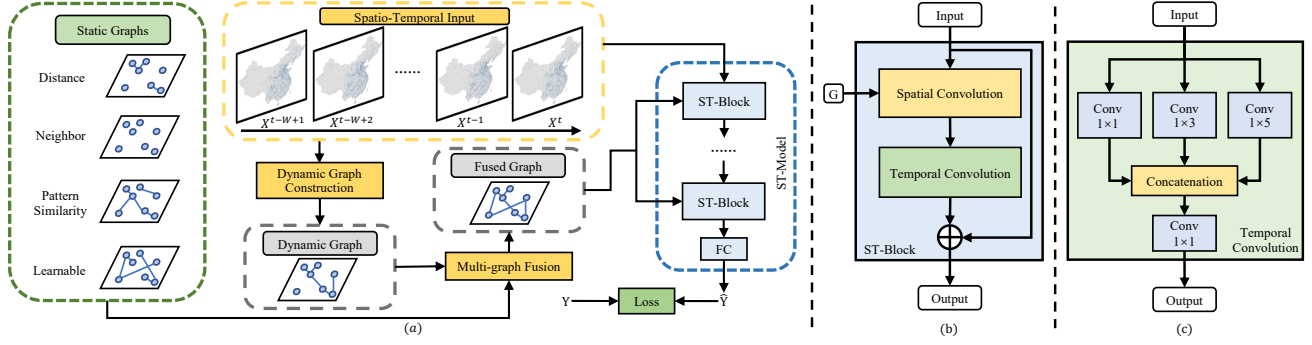 Static Graphs
Distance
Neighbor
Pattern
Similarity
Learnable
Spatio-Temporal Input
......
X^{t-W+1}
X^{t-W+2}
X^{t-1}
X^t
Dynamic Graph
Construction
Fused Graph
Dynamic Graph
Multi-graph Fusion
ST-Block
......
ST-Block
FC
ST-Model
Y
Loss
Ŷ
(a)
Input
G
Spatial Convolution
Temporal Convolution
ST-Block
Output
(b)
Input
Conv
1×1
Conv
1×3
Conv
1×5
Concatenation
Conv
1×1
Temporal
Convolution
Output
(c)